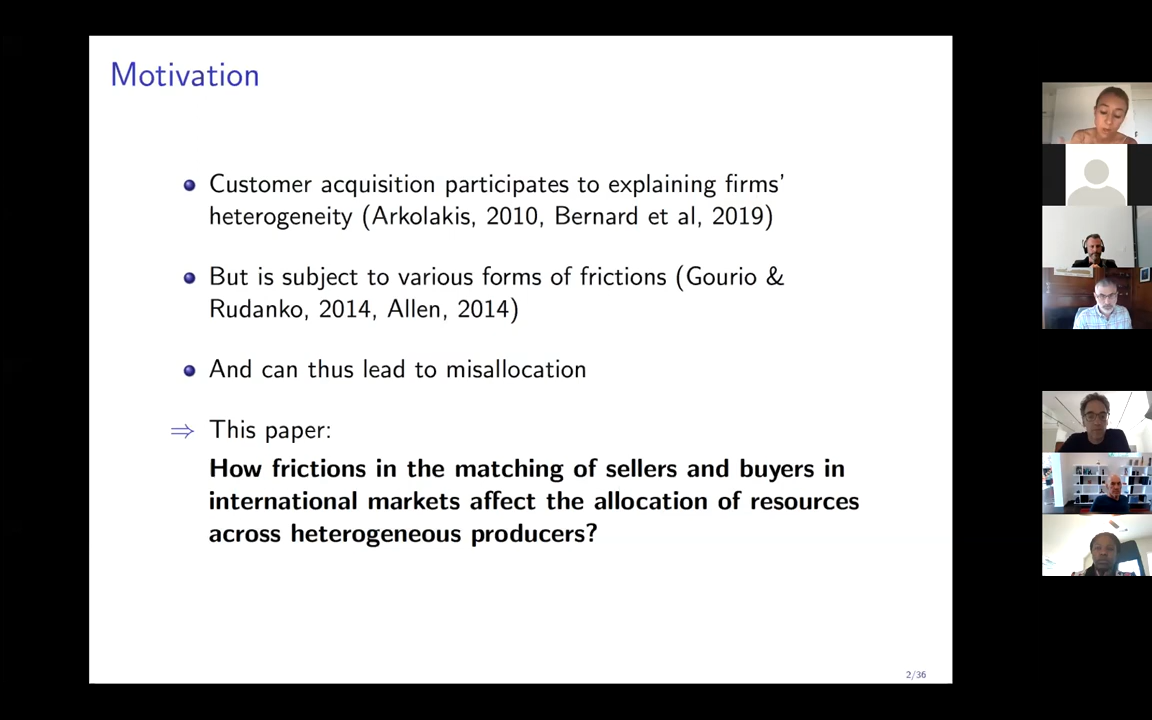 Motivation
Customer acquisition participates to explaining firms'
heterogeneity (Arkolakis, 2010, Bernard et al, 2019)
But is subject to various forms of frictions (Gourio &
Rudanko, 2014, Allen, 2014)
And can thus lead to misallocation
⇒ This paper:
How frictions in the matching of sellers and buyers in
international markets affect the allocation of resources
across heterogeneous producers?
2/36